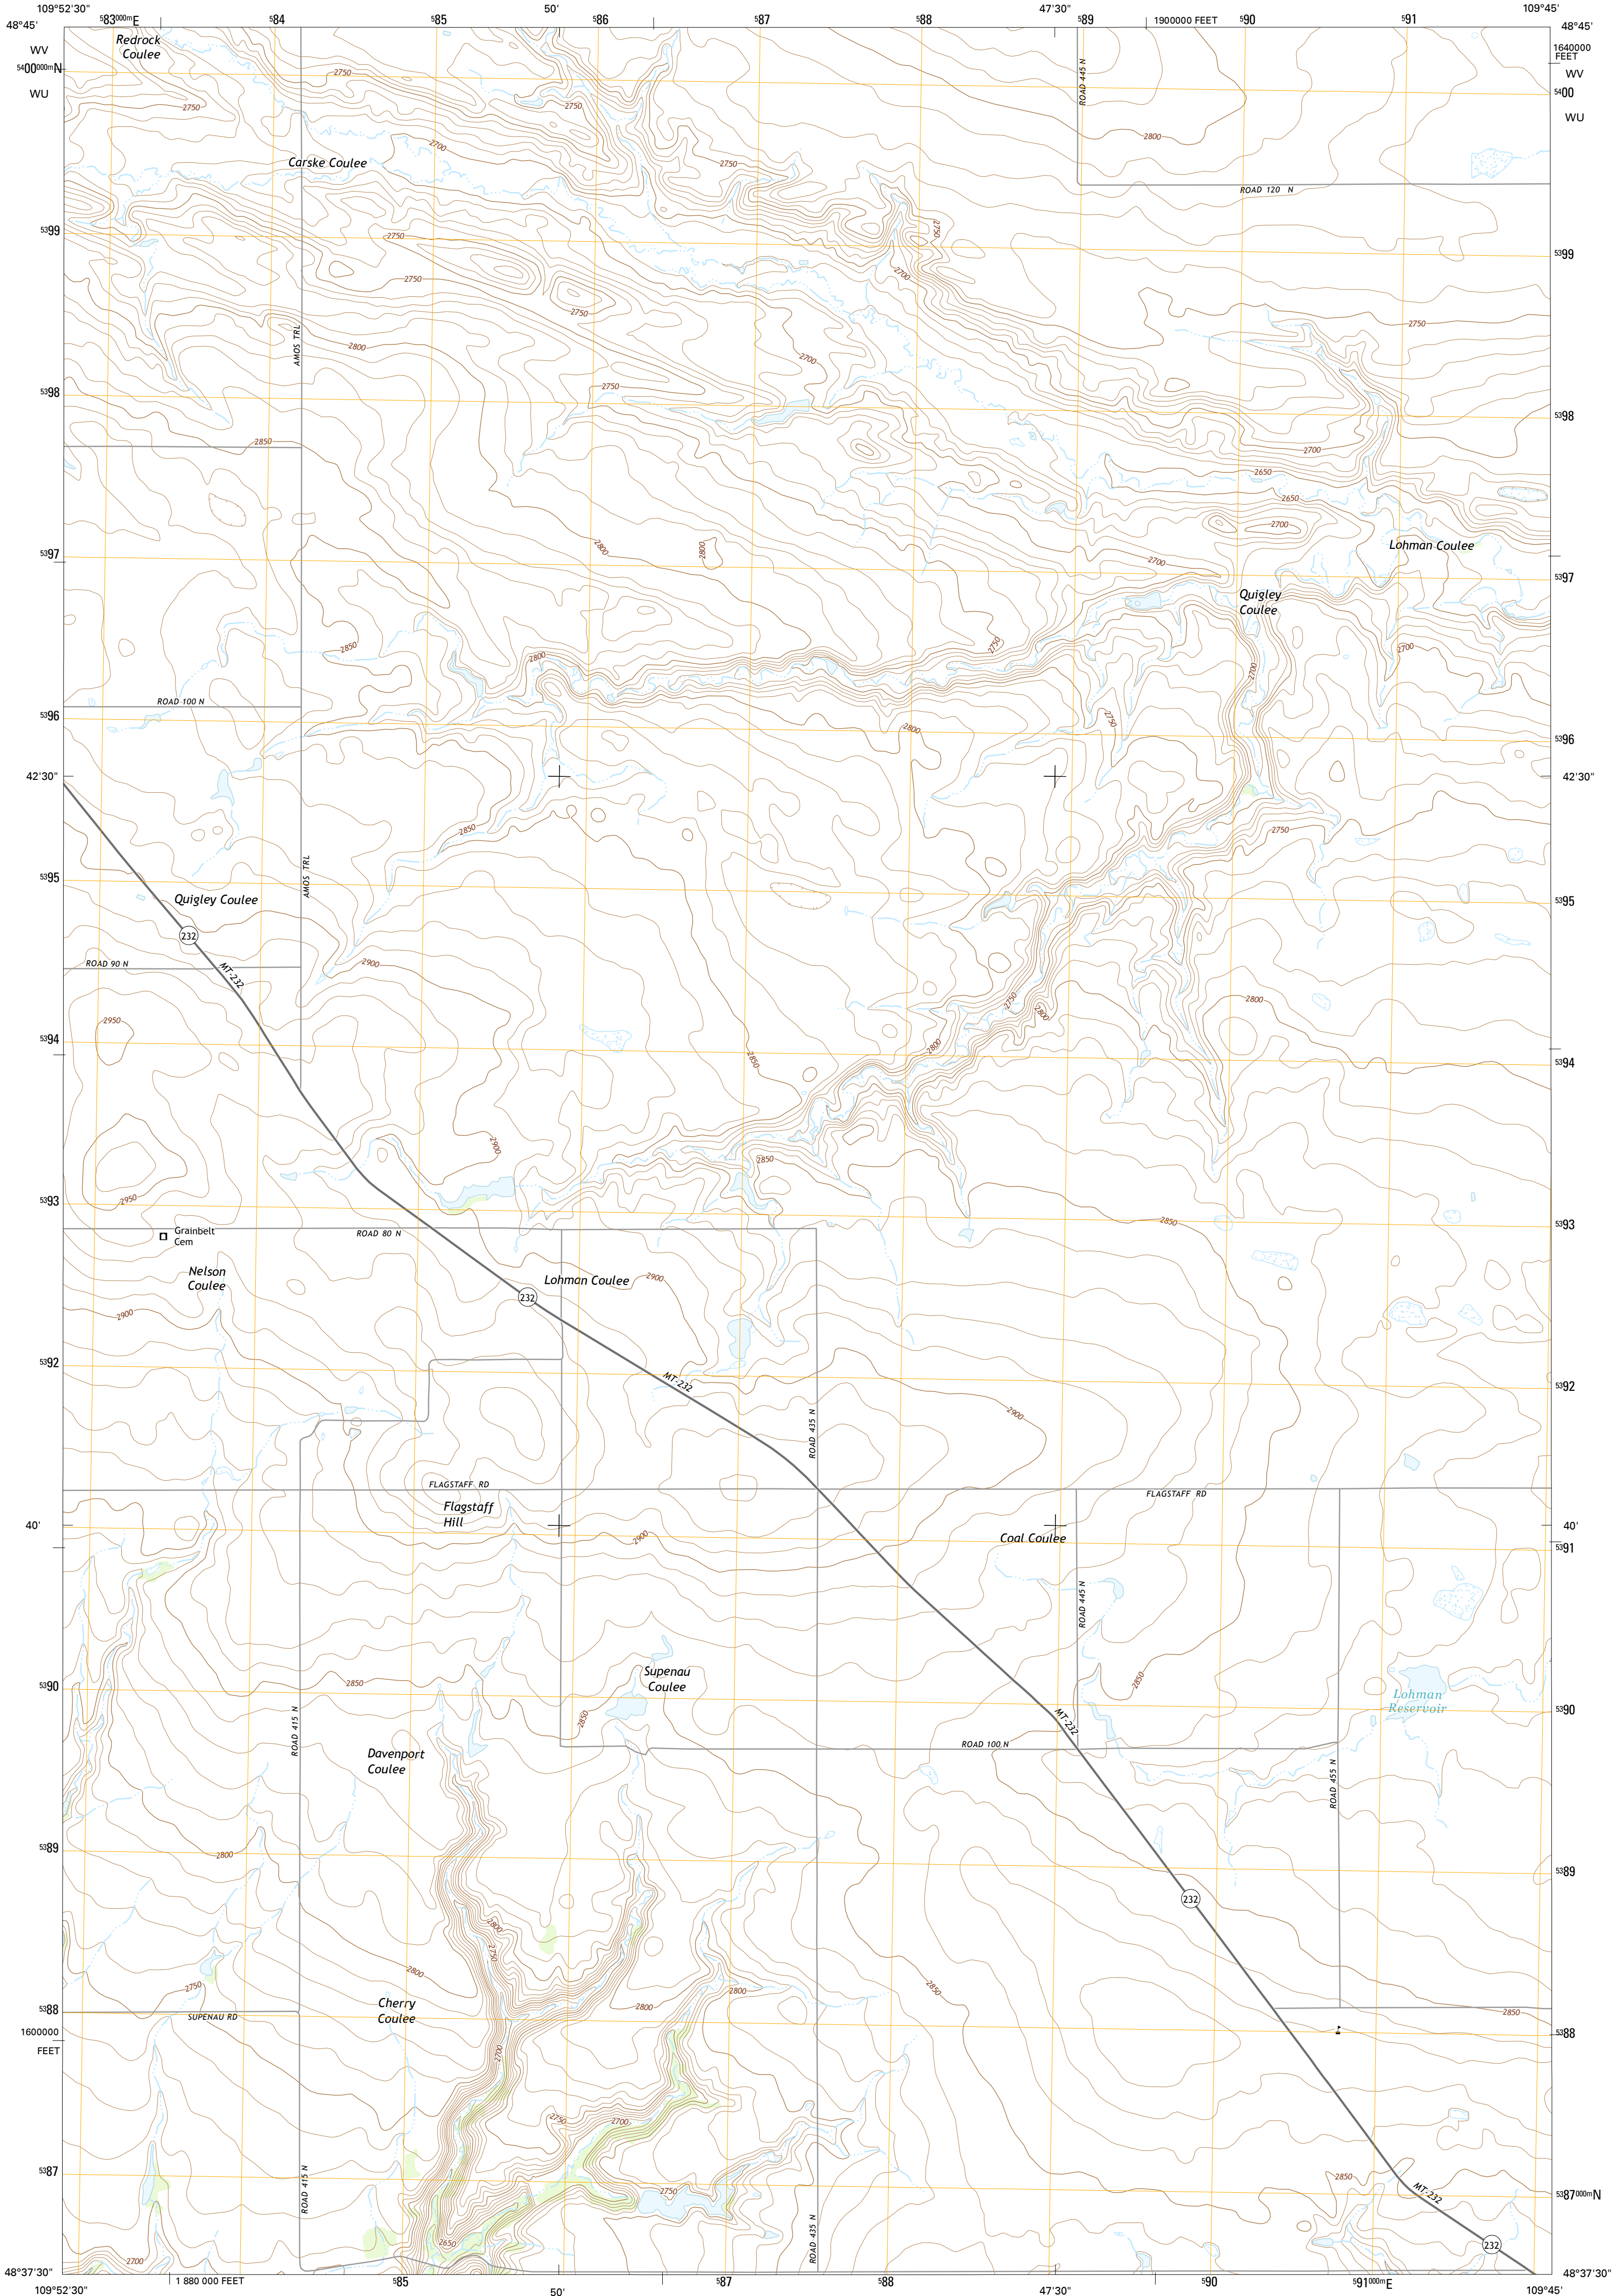 109°52'30"
⁵83⁰⁰⁰ᵐE
⁵84
⁵85
50'
⁵86
⁵87
⁵88
47'30"
⁵89
1900000 FEET
⁵90
⁵91
109°45'
48°45'
48°45'
WV
⁵⁴00⁰⁰⁰ᵐN
WU
1640000
FEET
WV
⁵⁴00
WU
Redrock
Coulee
2750
2750
2750
ROAD 445 N
2800
Carske Coulee
2700
2750
ROAD 120 N
⁵³99
2750
2750
2700
⁵³99
2750
2750
2750
AMOS TRL
2800
2700
2750
⁵³98
2750
⁵³98
2850
2700
2650
2650
2700
⁵³97
2800
2800
2700
Lohman Coulee
⁵³97
Quigley
Coulee
2850
2800
2750
2700
2700
ROAD 100 N
⁵³96
2800
2750
⁵³96
42'30"
42'30"
2850
2750
AMOS TRL
⁵³95
Quigley Coulee
⁵³95
232
ROAD 90 N
MT-232
2900
2750
2800
2800
2950
⁵³94
2850
2800
⁵³94
2900
2850
2950
⁵³93
2850
⁵³93
Grainbelt
Cem
ROAD 80 N
Nelson
Coulee
Lohman Coulee
2900
232
2900
⁵³92
MT-232
⁵³92
2900
ROAD 435 N
FLAGSTAFF RD
FLAGSTAFF RD
Flagstaff
Hill
40'
2900
Coal Coulee
40'
⁵³91
ROAD 445 N
Supenau
Coulee
2850
2850
⁵³90
2850
Lohman
Reservoir
⁵³90
ROAD 415 N
MT-232
ROAD 100 N
Davenport
Coulee
ROAD 455 N
⁵³89
2800
⁵³89
232
2800
2750
2800
2850
2750
2800
2800
Cherry
Coulee
⁵³88
SUPENAU RD
2850
1600000
FEET
2700
⁵³88
2750
2700
⁵³87
ROAD 415 N
2750
2850
MT-232
⁵³87⁰⁰⁰ᵐN
ROAD 435 N
2650
232
2700
48°37'30"
48°37'30"
109°52'30"
1 880 000 FEET
⁵85
50'
⁵87
⁵88
47'30"
⁵90
⁵91⁰⁰⁰ᵐE
109°45'